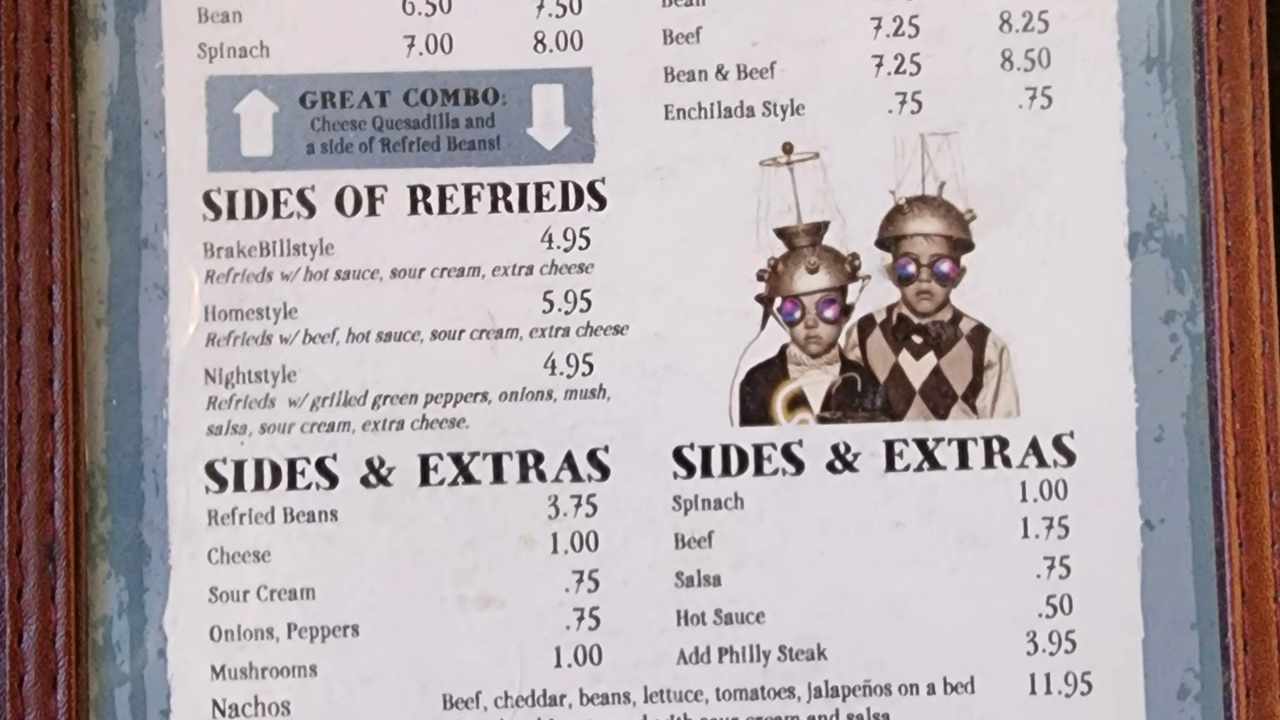 Bean 6.50 7.50
Spinach 7.00 8.00
GREAT COMBO:
Cheese Quesadilla and
a side of Refried Beans!
SIDES OF REFRIEDS
BrakeBillstyle 4.95
Refrieds w/ hot sauce, sour cream, extra cheese
Homestyle 5.95
Refrieds w/ beef, hot sauce, sour cream, extra cheese
Nightstyle 4.95
Refrieds w/ grilled green peppers, onions, mush,
salsa, sour cream, extra cheese.
SIDES & EXTRAS
Refried Beans 3.75
Cheese 1.00
Sour Cream .75
Onions, Peppers .75
Mushrooms 1.00
Bean
Beef 7.25 8.25
Bean & Beef 7.25 8.50
Enchilada Style .75 .75
SIDES & EXTRAS
Spinach 1.00
Beef 1.75
Salsa .75
Hot Sauce .50
Add Philly Steak 3.95
Nachos Beef, cheddar, beans, lettuce, tomatoes, Jalapeños on a bed 11.95
with sour cream and salsa